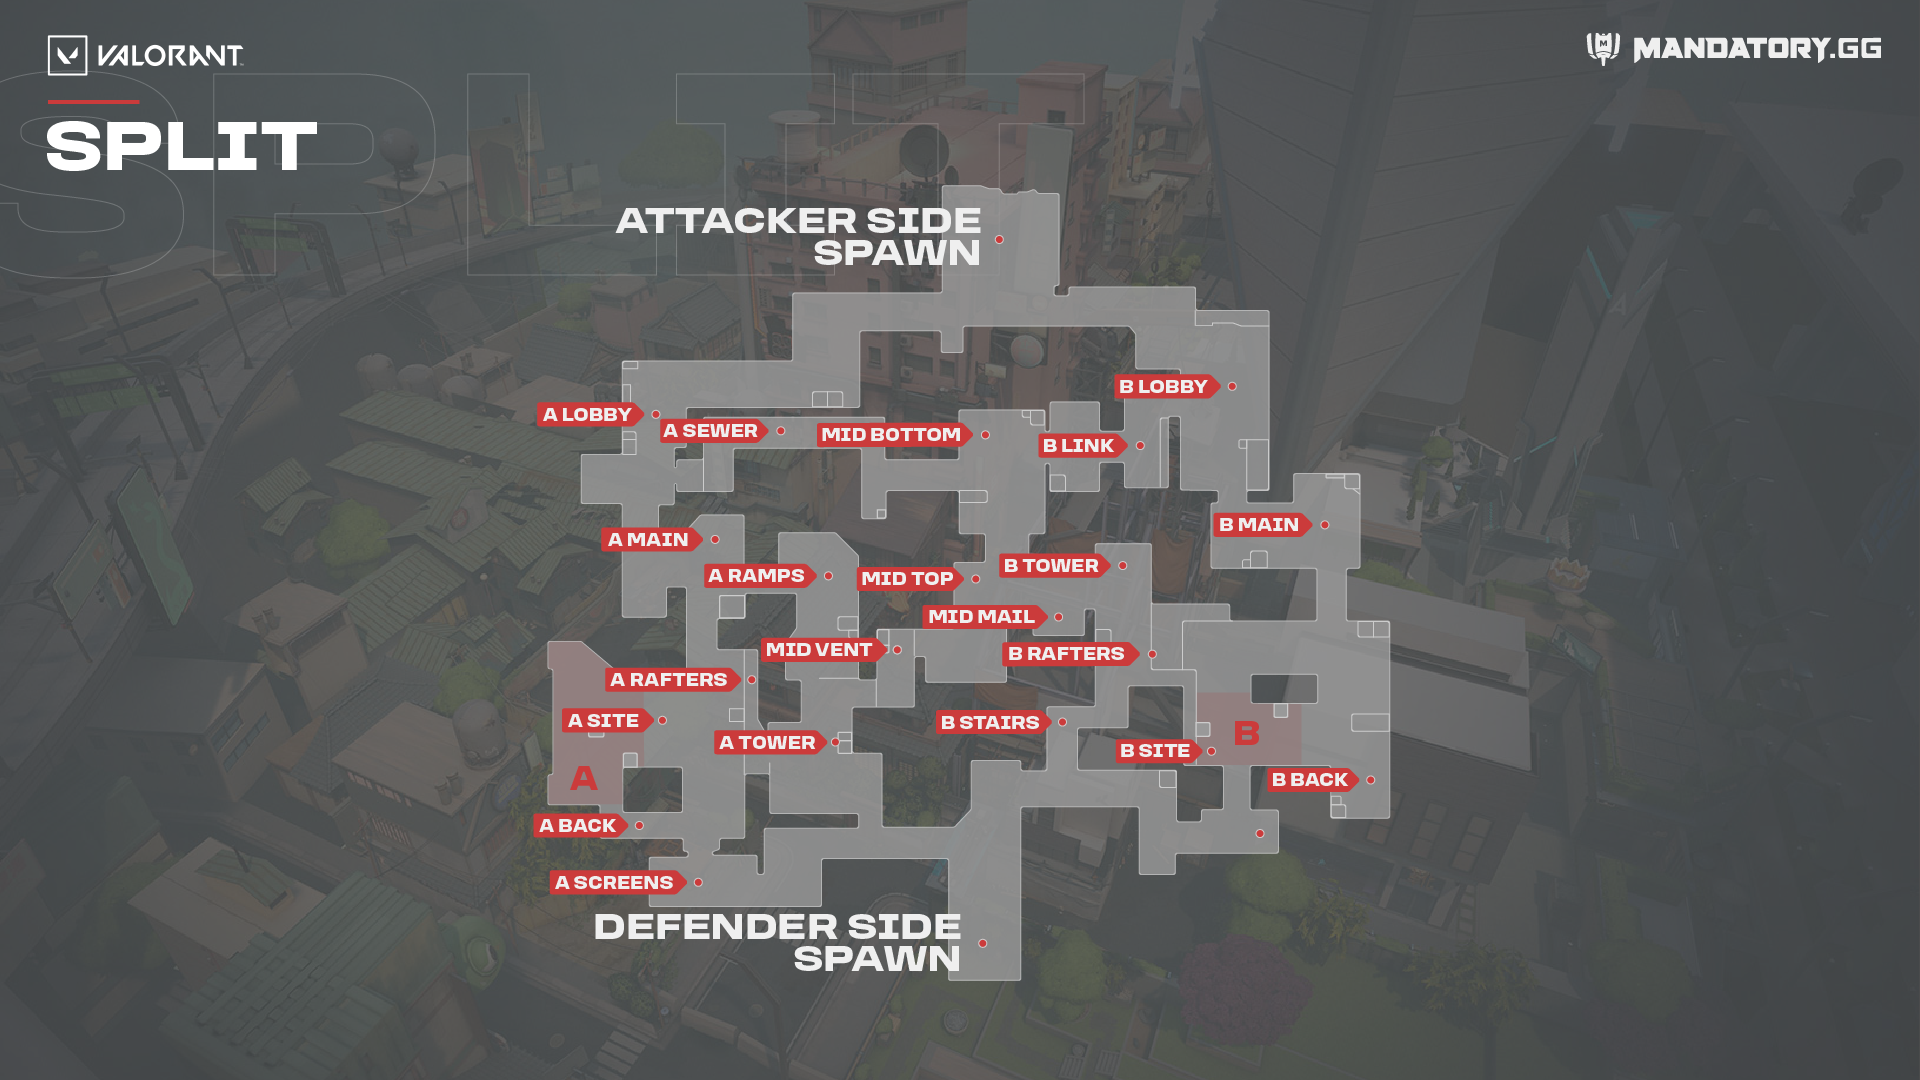 VALORANT
MANDATORY.GG
SPLIT
SPLIT
ATTACKER SIDE
SPAWN
B LOBBY
A LOBBY
A SEWER
MID BOTTOM
B LINK
B MAIN
A MAIN
B TOWER
A RAMPS
MID TOP
MID MAIL
MID VENT
B RAFTERS
A RAFTERS
A SITE
B STAIRS
B
A TOWER
B SITE
A
B BACK
A BACK
A SCREENS
DEFENDER SIDE
SPAWN